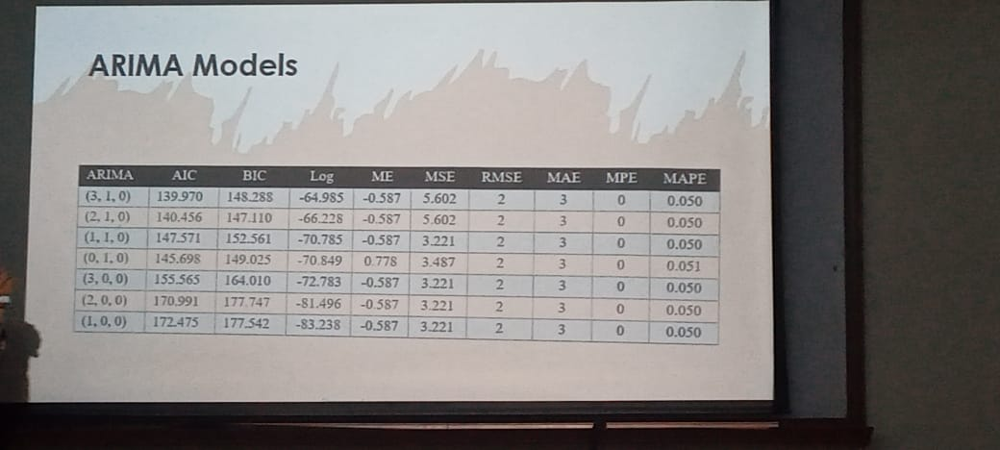 ARIMA Models
ARIMA AIC BIC Log ME MSE RMSE MAE MPE MAPE
(3, 1, 0) 139.970 148.288 -64.985 -0.587 5.602 2 3 0 0.050
(2, 1, 0) 140.456 147.110 -66.228 -0.587 5.602 2 3 0 0.050
(1, 1, 0) 147.571 152.561 -70.785 -0.587 3.221 2 3 0 0.050
(0, 1, 0) 145.698 149.025 -70.849 0.778 3.487 2 3 0 0.051
(3, 0, 0) 155.565 164.010 -72.783 -0.587 3.221 2 3 0 0.050
(2, 0, 0) 170.991 177.747 -81.496 -0.587 3.221 2 3 0 0.050
(1, 0, 0) 172.475 177.542 -83.238 -0.587 3.221 2 3 0 0.050